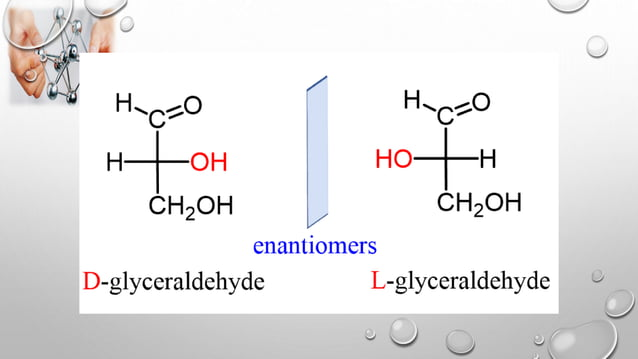 H C O H C O
H OH HO H
CH₂OH CH₂OH
enantiomers
D-glyceraldehyde L-glyceraldehyde